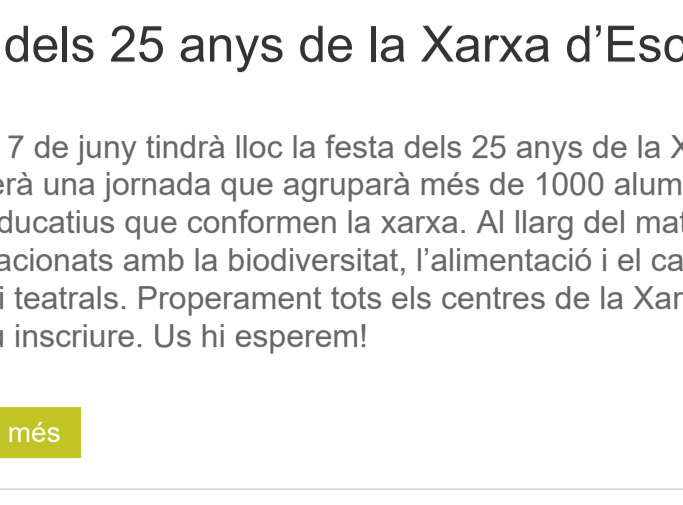 dels 25 anys de la Xarxa d’Esc
7 de juny tindrà lloc la festa dels 25 anys de la X
erà una jornada que agruparà més de 1000 alum
ducatius que conformen la xarxa. Al llarg del mat
acionats amb la biodiversitat, l’alimentació i el ca
i teatrals. Properament tots els centres de la Xar
u inscriure. Us hi esperem!
més